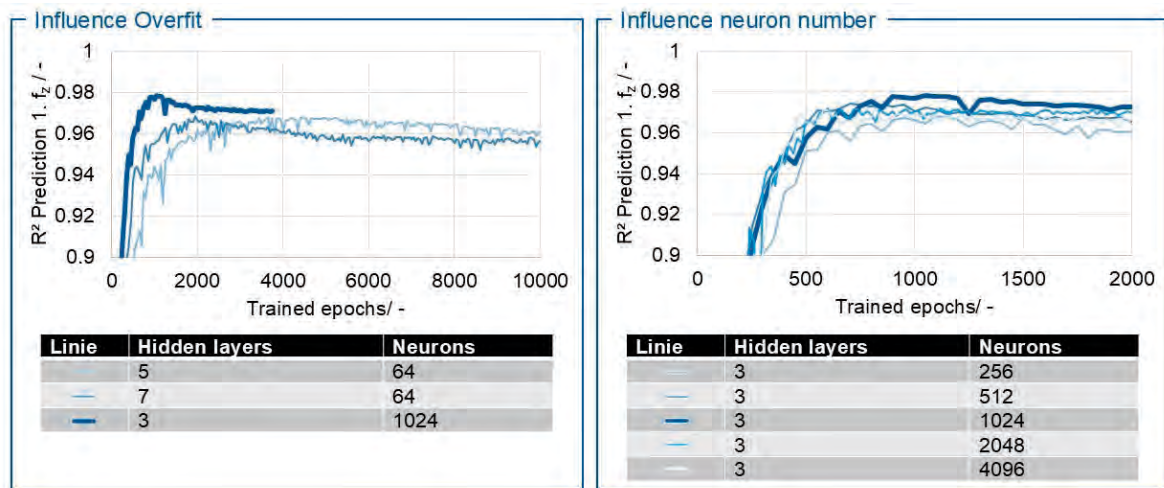 Influence Overfit
R² Prediction 1. f_z / -
1
0.98
0.96
0.94
0.92
0.9
0 2000 4000 6000 8000 10000
Trained epochs/ -
Linie Hidden layers Neurons
5 64
7 64
3 1024
Influence neuron number
R² Prediction 1. f_z / -
1
0.98
0.96
0.94
0.92
0.9
0 500 1000 1500 2000
Trained epochs/ -
Linie Hidden layers Neurons
3 256
3 512
3 1024
3 2048
3 4096